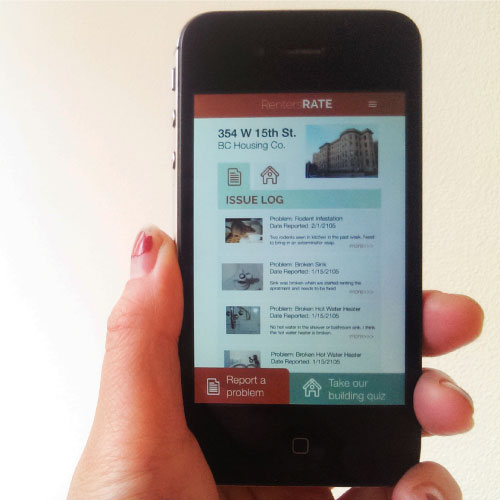 RentersRATE
354 W 15th St.
BC Housing Co.
ISSUE LOG
Problem: Rodent Infestation
Date Reported: 2/1/2105
Two rodents seen in kitchen in the past week. Need
to bring in an exterminator asap.
more>>>
Problem: Broken Sink
Date Reported: 1/15/2105
Sink was broken when we started renting the
apartment and needs to be fixed
more>>>
Problem: Broken Hot Water Heater
Date Reported: 1/15/2105
No hot water in the shower or bathroom sink. I think
the hot water heater is broken.
more>>>
Problem: Broken Hot Water Heater
Date Reported: 1/15/2105
Report a
problem
Take our
building quiz